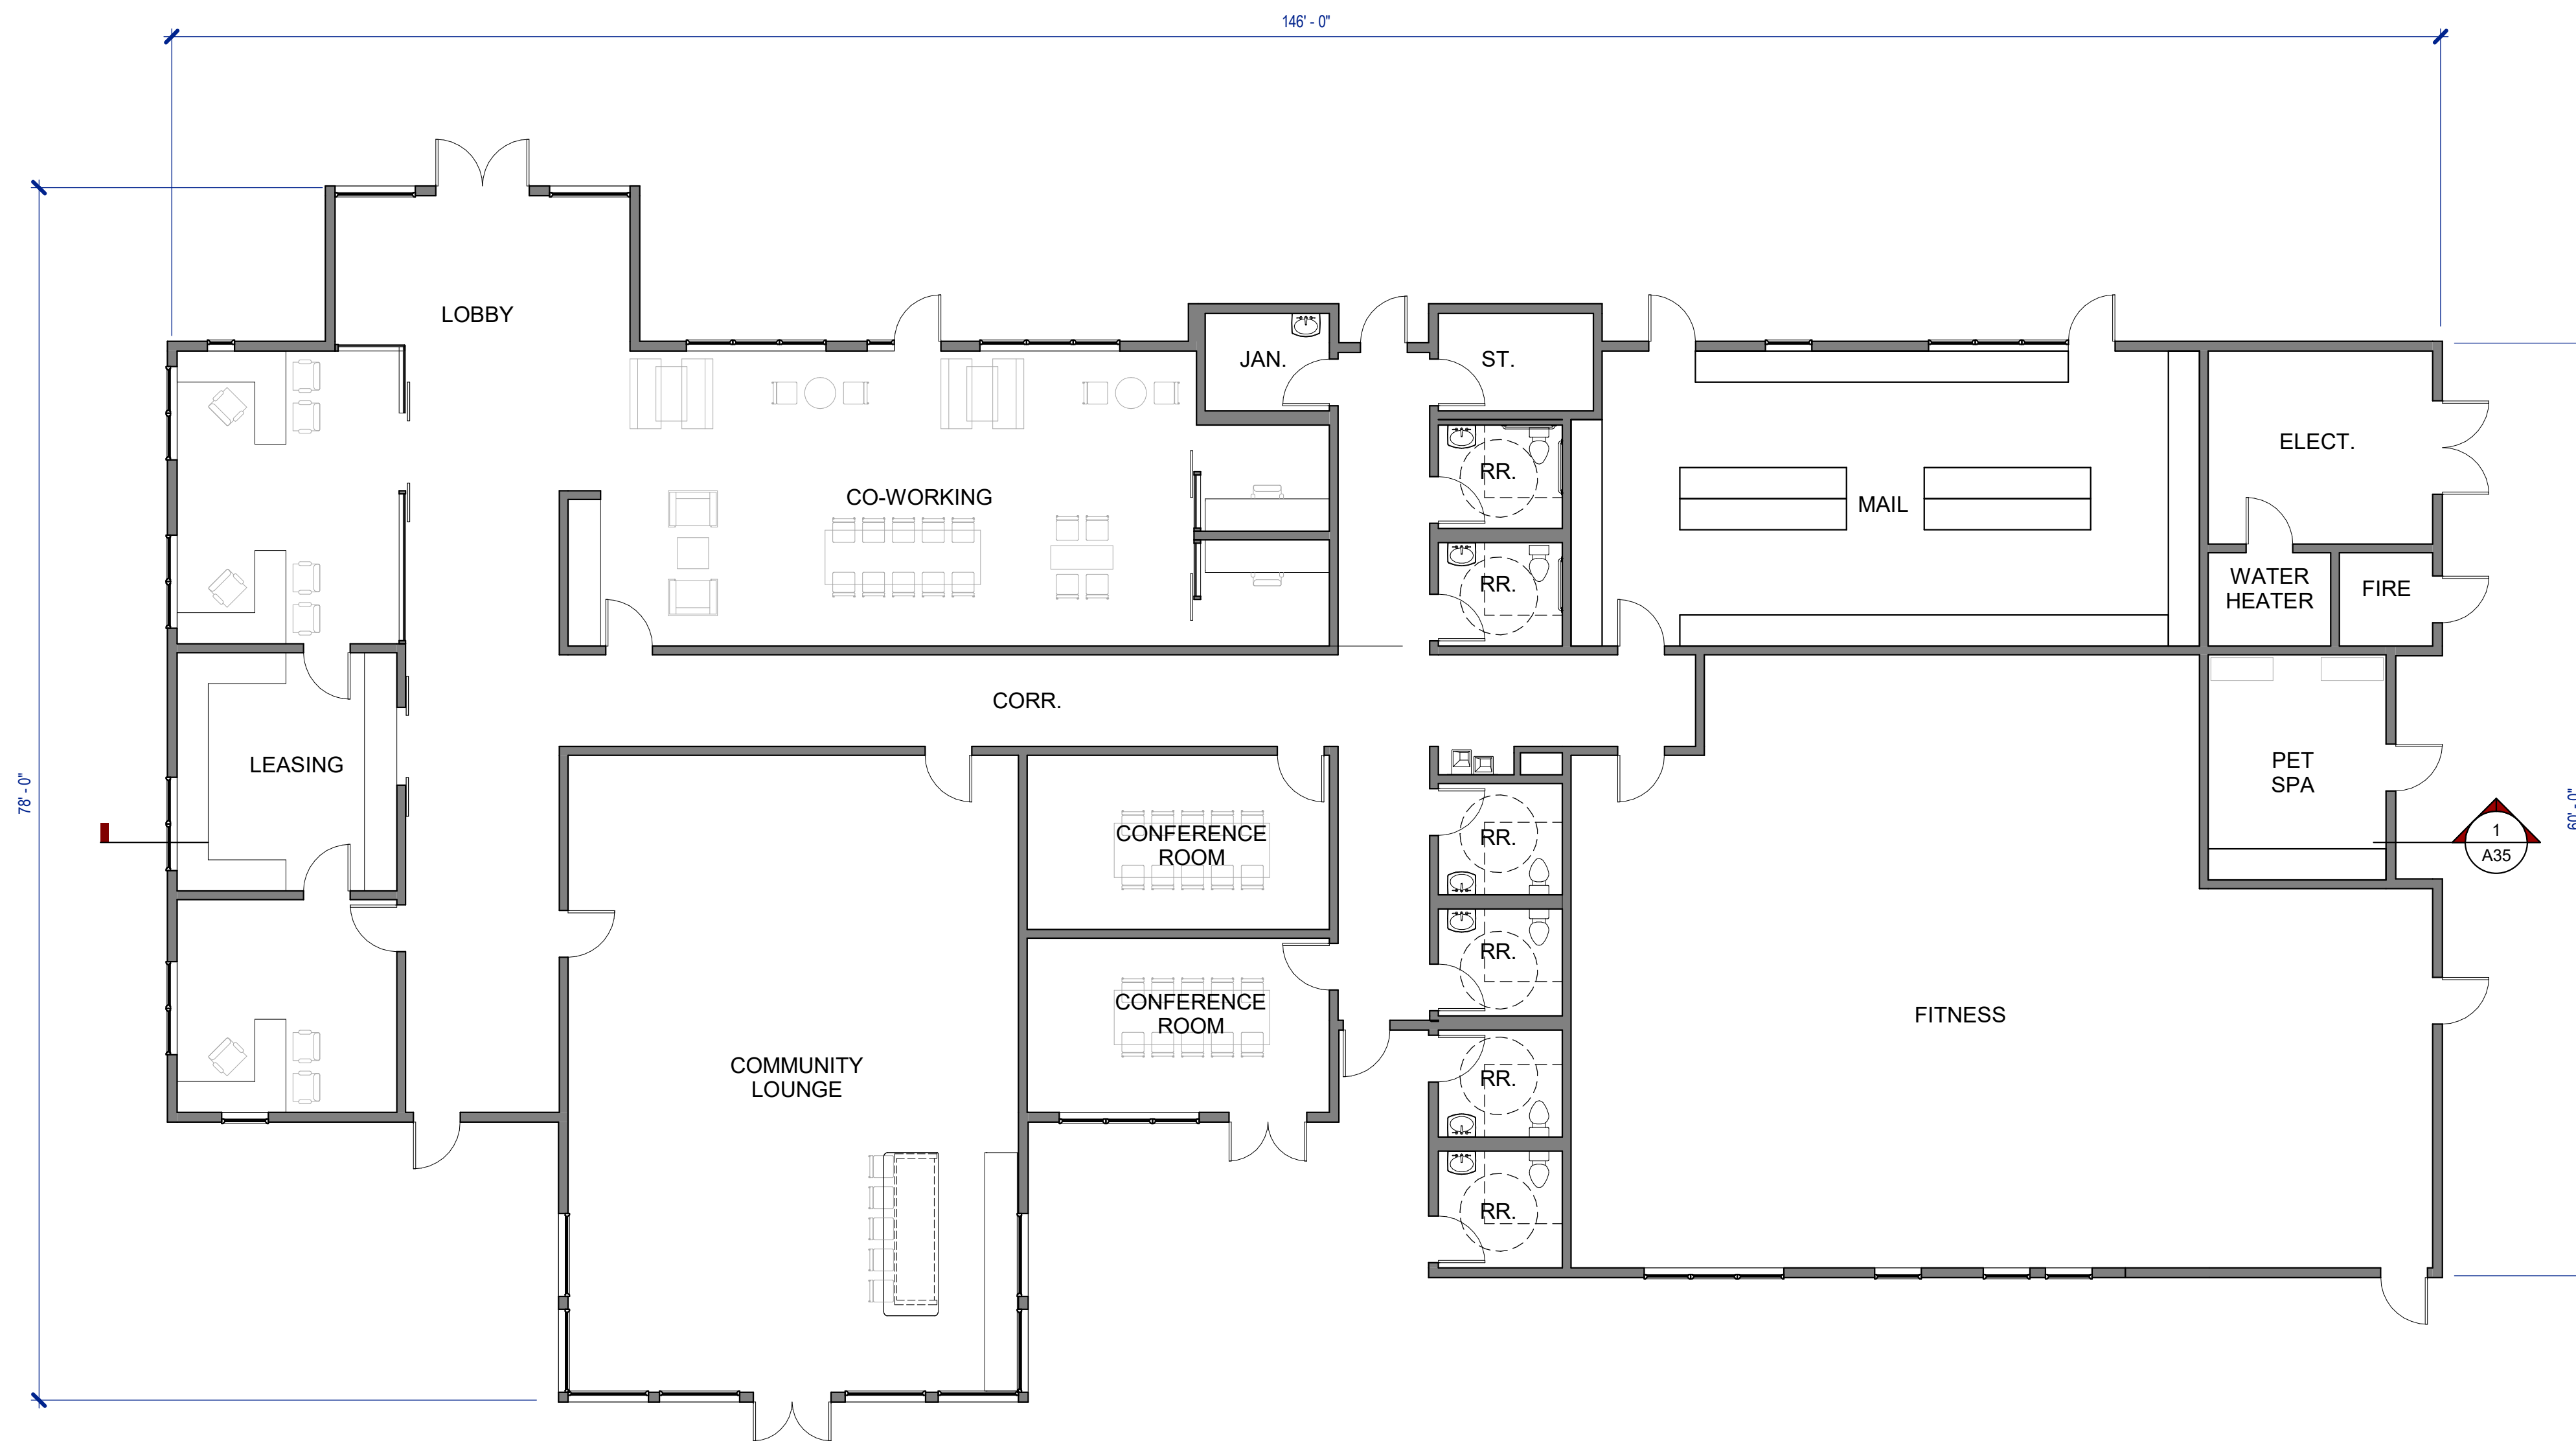 146' - 0"
LOBBY
JAN.
ST.
ELECT.
RR.
CO-WORKING
MAIL
WATER
HEATER
FIRE
RR.
CORR.
LEASING
PET
SPA
78' - 0"
60' - 0"
CONFERENCE
ROOM
RR.
1
A35
RR.
CONFERENCE
ROOM
FITNESS
COMMUNITY
LOUNGE
RR.
RR.